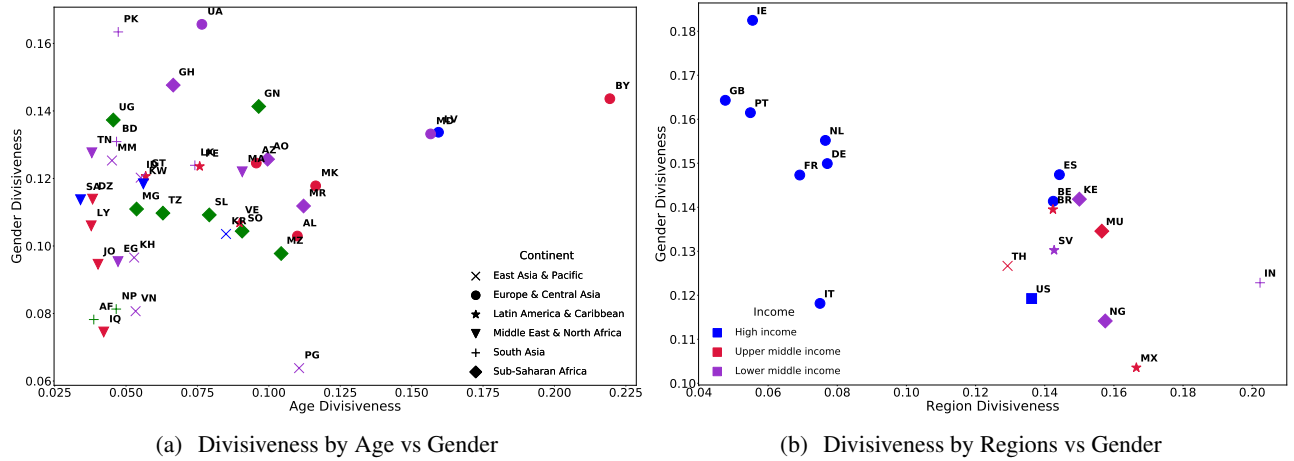 0.16
0.14
0.12
0.10
0.08
0.06
Gender Divisiveness
PK
UA
GH
GN
BY
UG
BD
TN
MM
LV
LK
AZ
AO
MA
GT
KW
SA
DZ
MG
TZ
SL
VE
SO
KR
MK
MR
AL
MZ
LY
JO
EG
KH
NP
VN
AF
IQ
PG
Continent
East Asia & Pacific
Europe & Central Asia
Latin America & Caribbean
Middle East & North Africa
South Asia
Sub-Saharan Africa
0.025 0.050 0.075 0.100 0.125 0.150 0.175 0.200 0.225
Age Divisiveness
(a) Divisiveness by Age vs Gender
0.18
0.17
0.16
0.15
0.14
0.13
0.12
0.11
0.10
Gender Divisiveness
IE
GB
PT
NL
DE
FR
ES
BE
BR
KE
MU
SV
TH
IN
US
IT
NG
MX
Income
High income
Upper middle income
Lower middle income
0.04 0.06 0.08 0.10 0.12 0.14 0.16 0.18 0.20
Region Divisiveness
(b) Divisiveness by Regions vs Gender